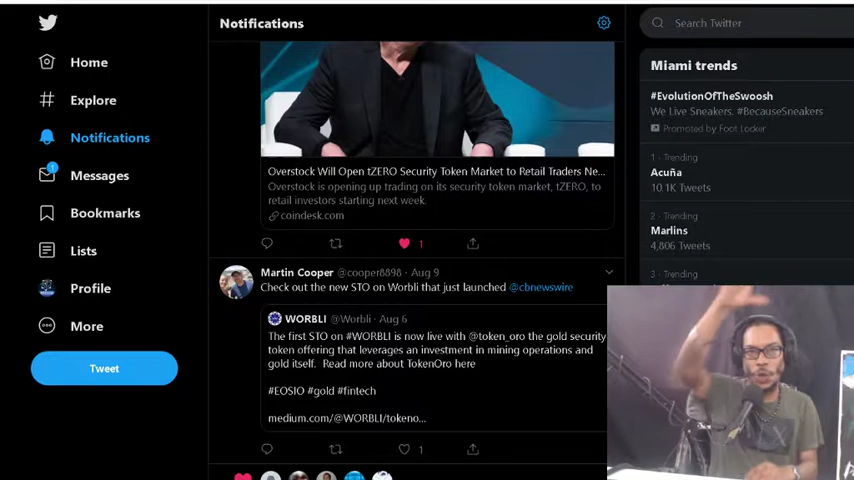 Home
Explore
Notifications
1
Messages
Bookmarks
Lists
Profile
More
Tweet
Notifications
Overstock Will Open tZERO Security Token Market to Retail Traders Ne...
Overstock is opening up trading on its security token market, tZERO, to
retail investors starting next week.
coindesk.com
1
Martin Cooper @cooper8898 · Aug 9
Check out the new STO on Worbli that just launched @cbnewswire
WORBLI @Worbli · Aug 6
The first STO on #WORBLI is now live with @token_oro the gold security
token offering that leverages an investment in mining operations and
gold itself. Read more about TokenOro here
#EOSIO #gold #fintech
medium.com/@WORBLI/tokeno...
1
Search Twitter
Miami trends
#EvolutionOfTheSwoosh
We Live Sneakers. #BecauseSneakers
Promoted by Foot Locker
1 · Trending
Acuña
10.1K Tweets
2 · Trending
Marlins
4,806 Tweets
3 · Trending